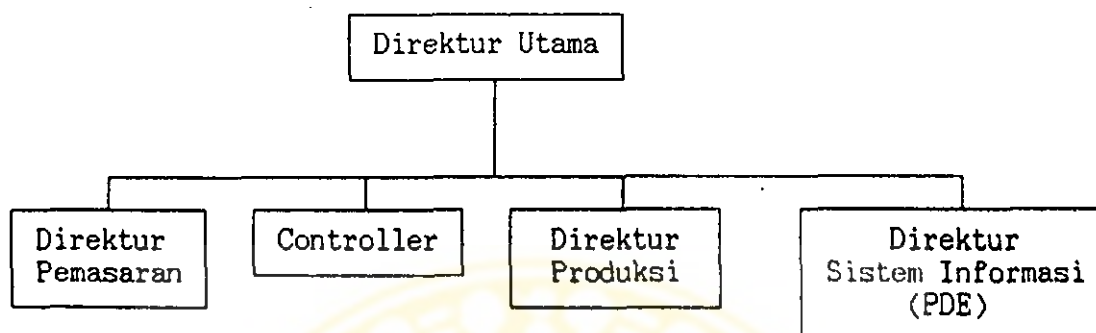 Direktur Utama
Direktur
Pemasaran
Controller
Direktur
Produksi
Direktur
Sistem Informasi
(PDE)